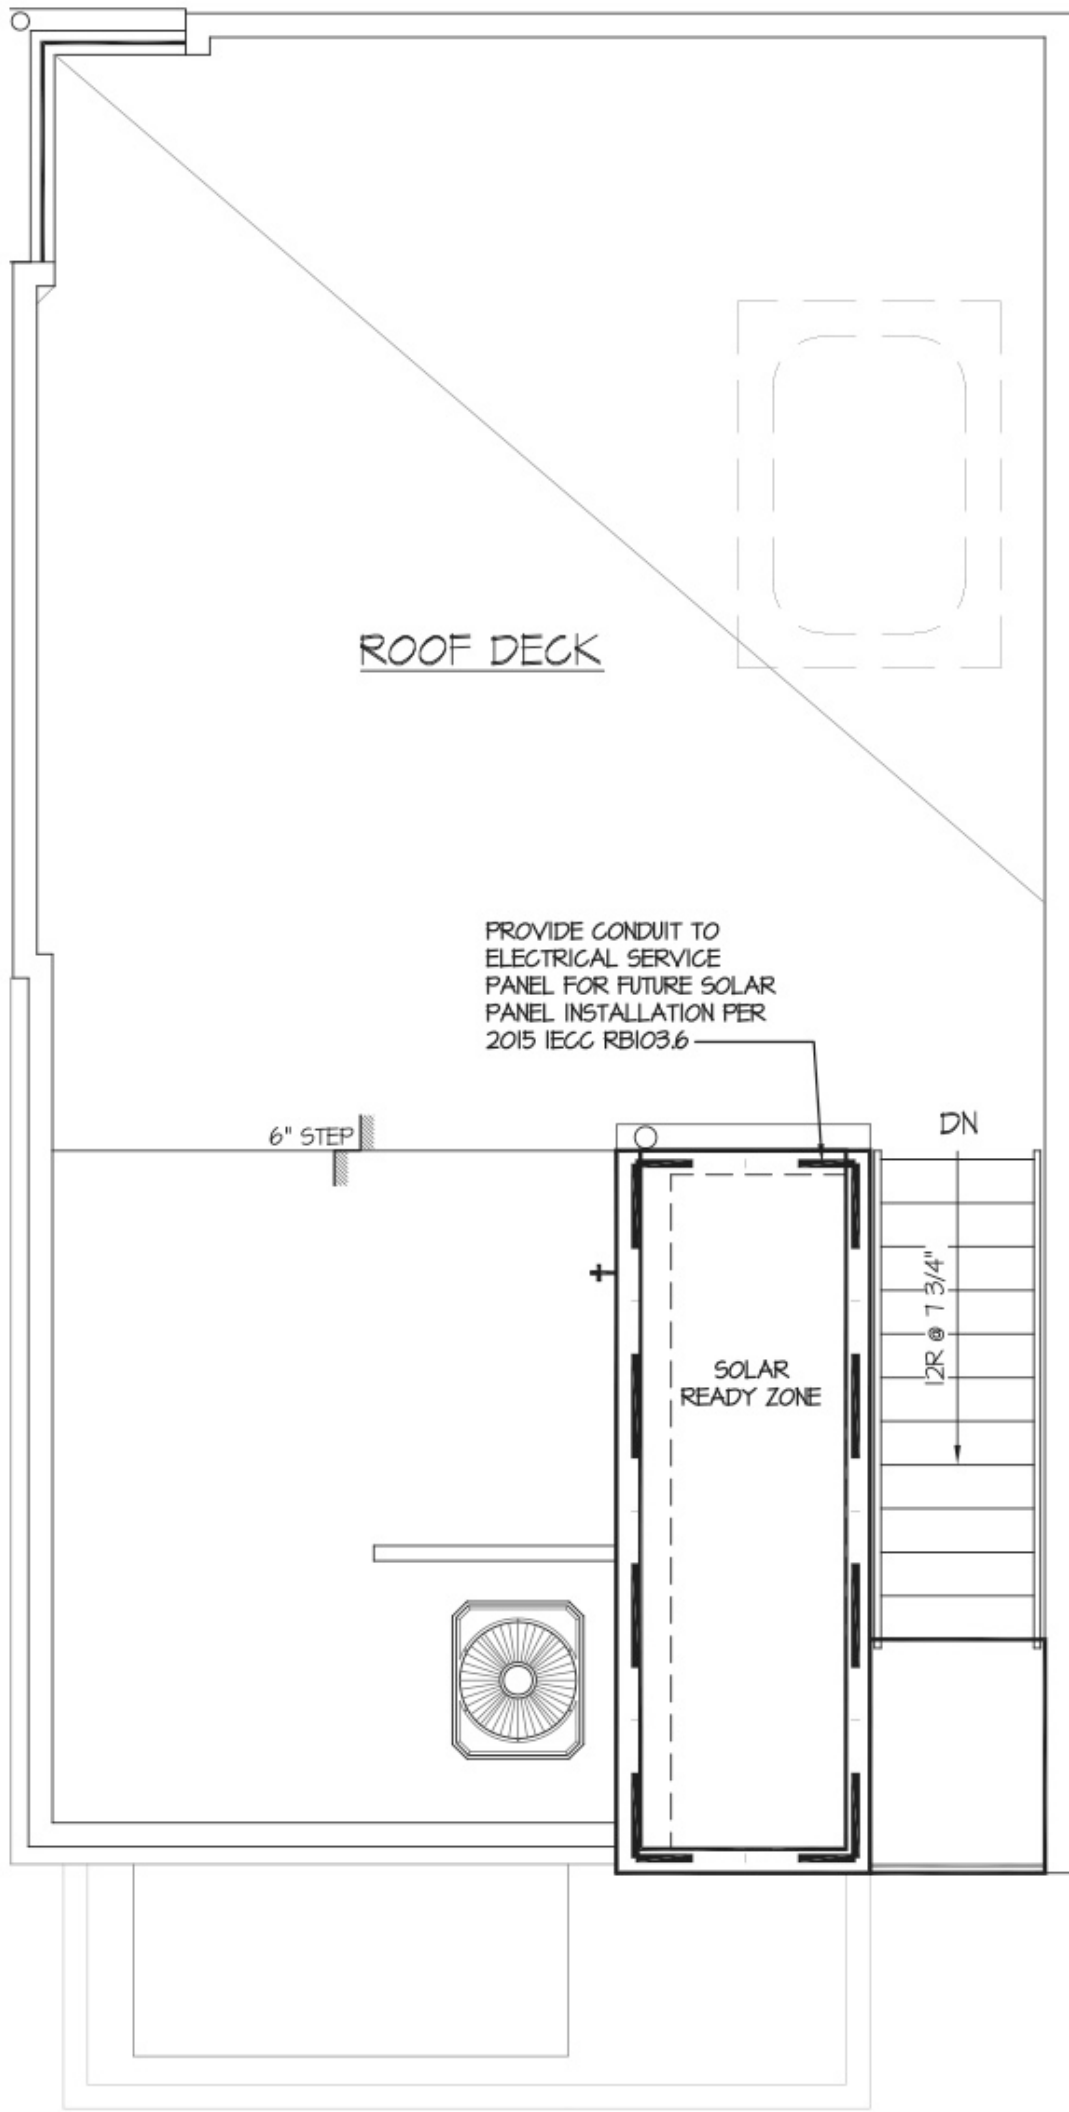 ROOF DECK
PROVIDE CONDUIT TO
ELECTRICAL SERVICE
PANEL FOR FUTURE SOLAR
PANEL INSTALLATION PER
2015 IECC RB103.6
6" STEP
DN
12R @ 7 3/4"
SOLAR
READY ZONE